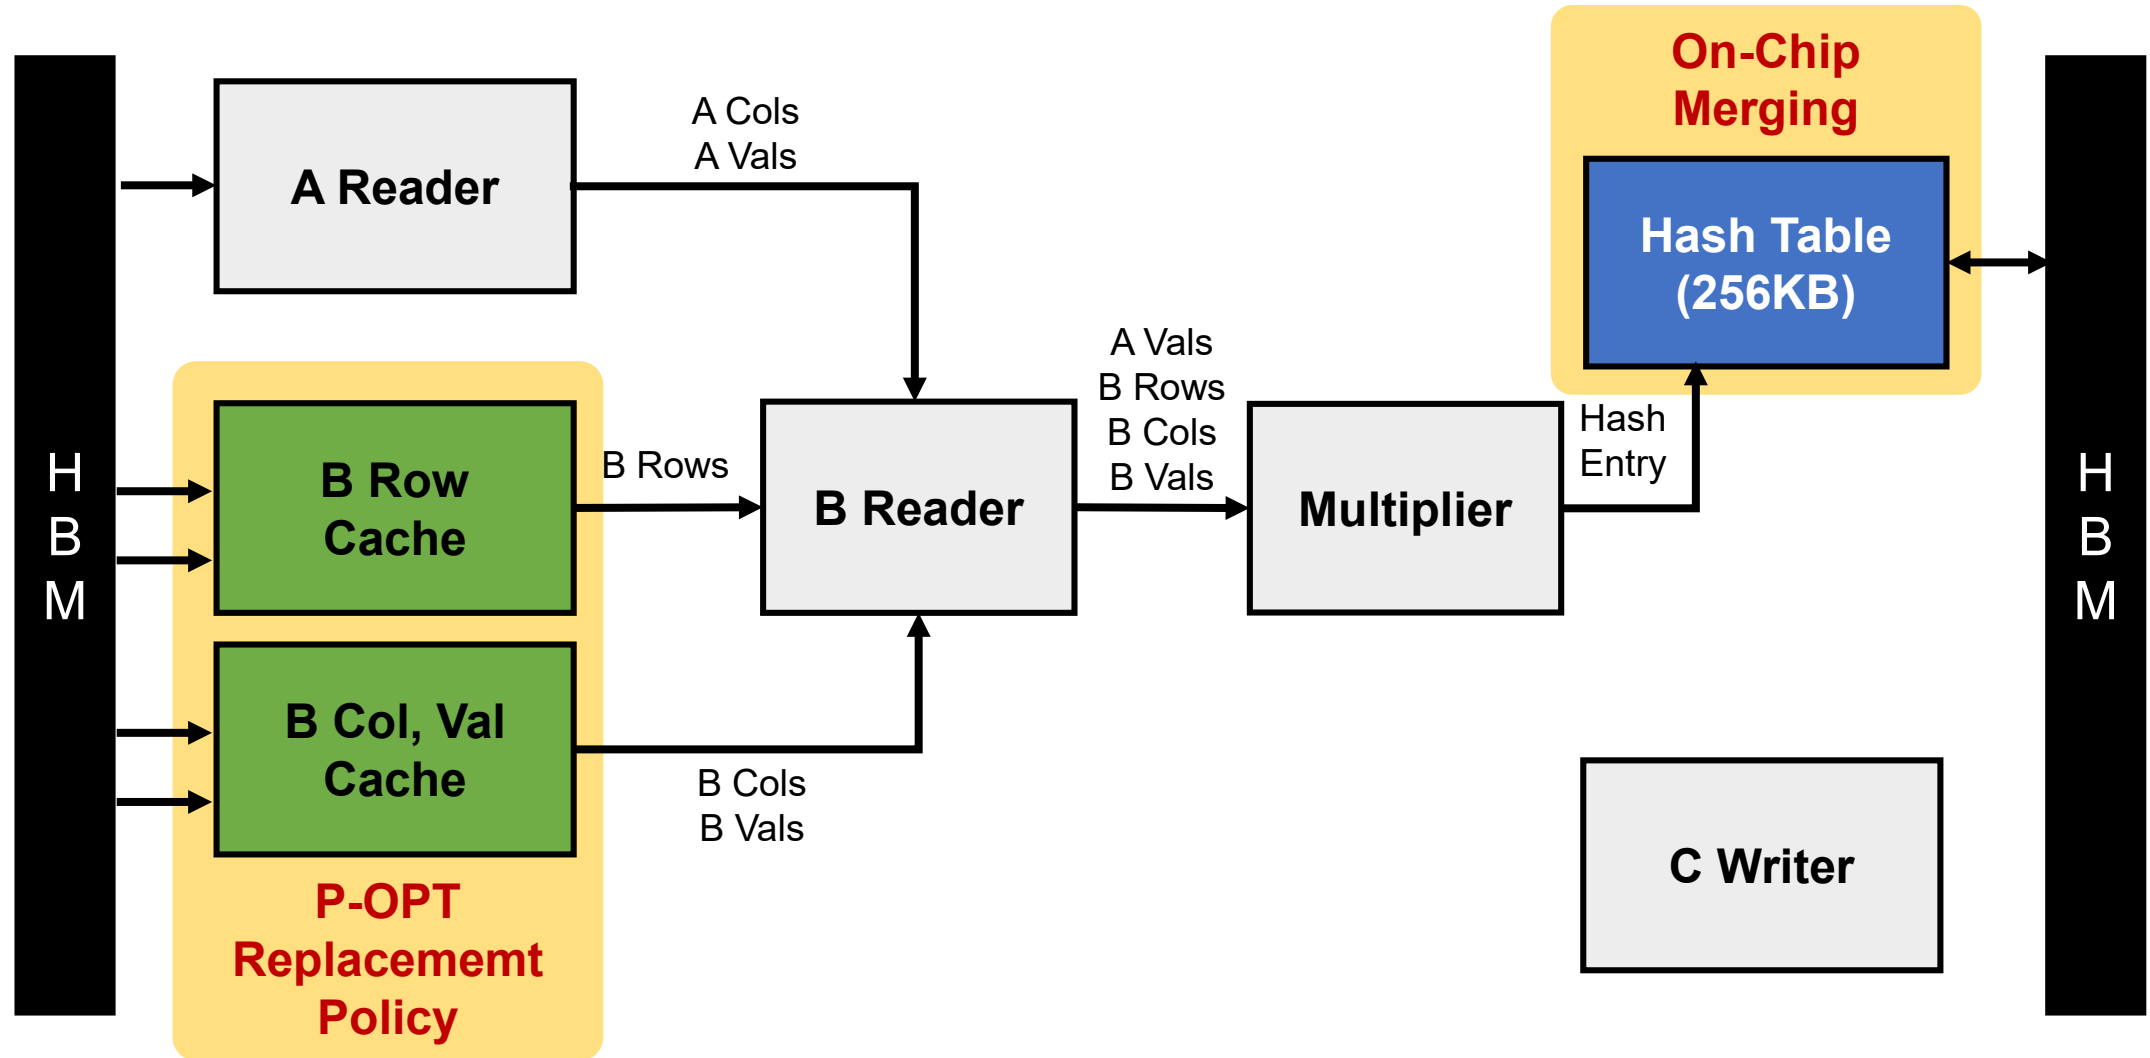 On-Chip
Merging
A Cols
A Vals
A Reader
Hash Table
(256KB)
H
B
M
B Row
Cache
B Rows
B Reader
A Vals
B Rows
B Cols
B Vals
Multiplier
Hash
Entry
H
B
M
B Col, Val
Cache
B Cols
B Vals
C Writer
P-OPT
Replacememt
Policy